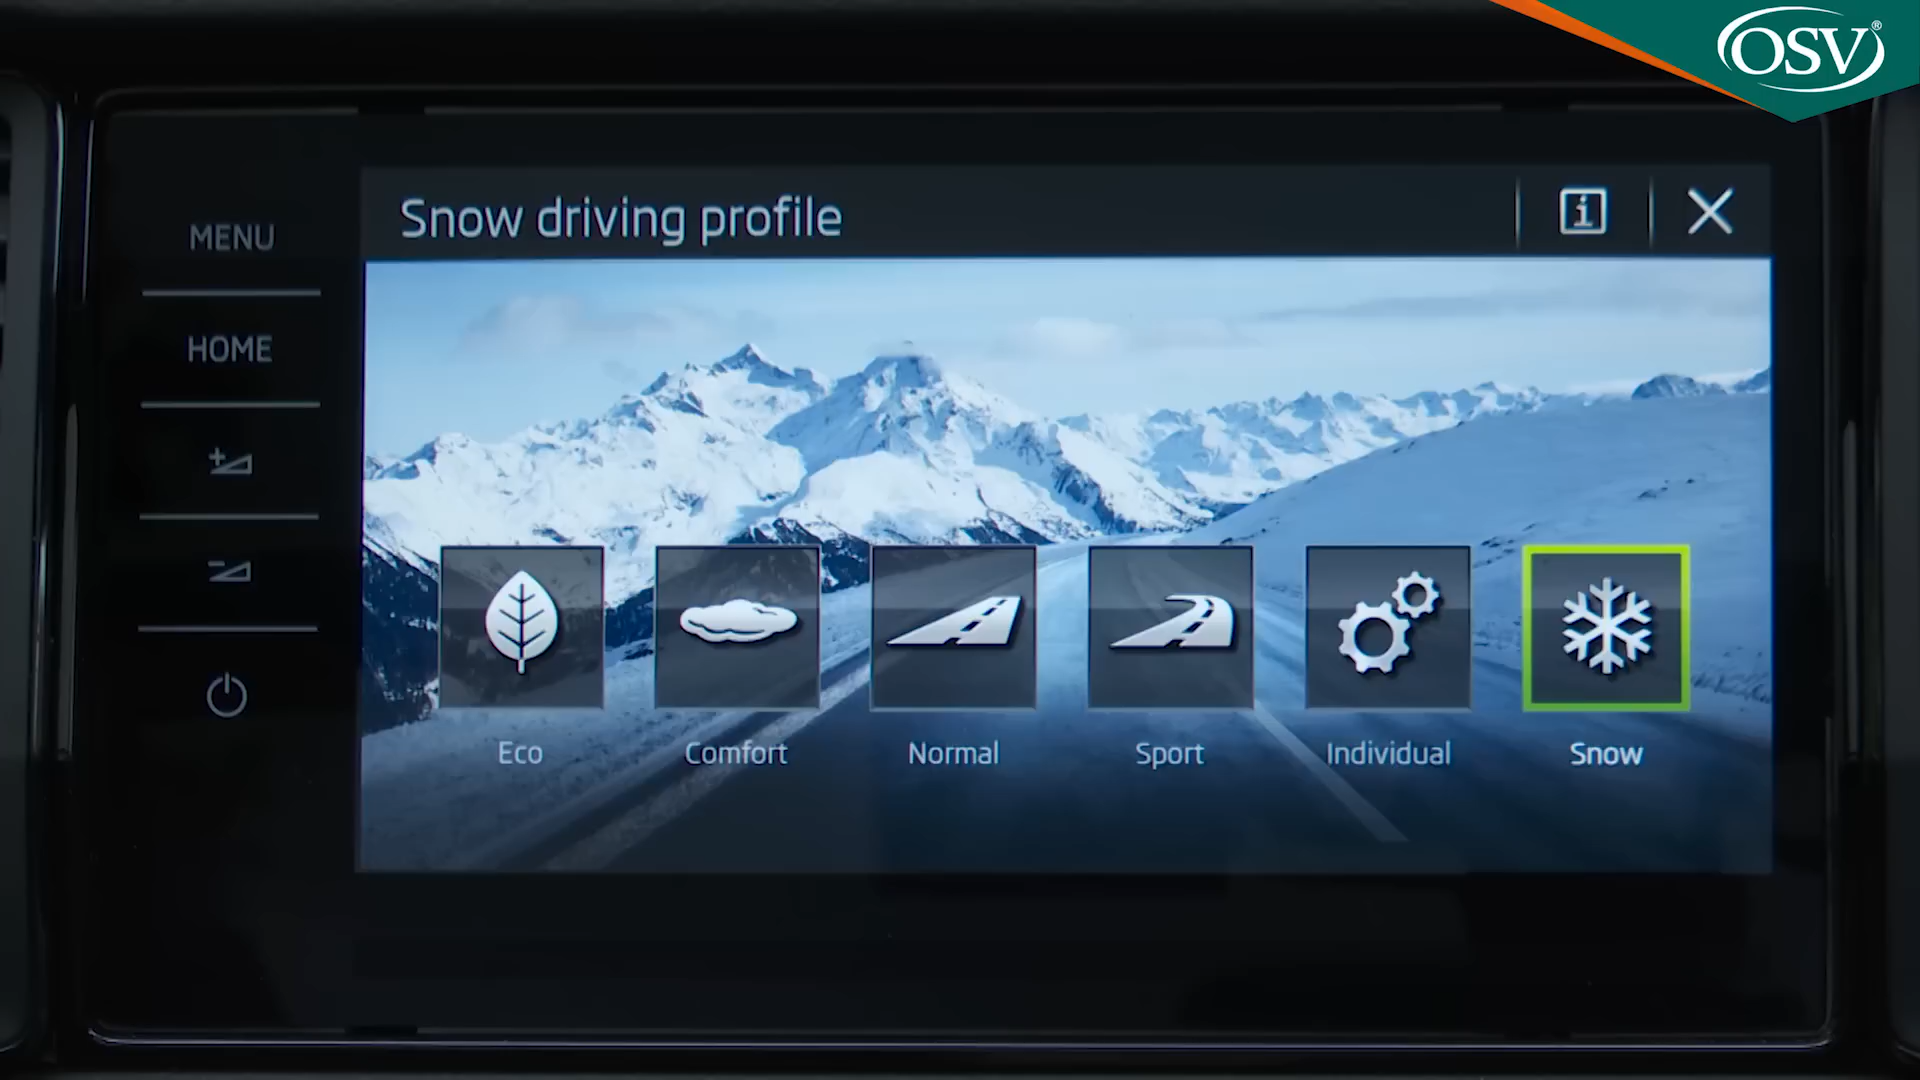 OSV®
Snow driving profile
MENU
HOME
Eco
Comfort
Normal
Sport
Individual
Snow